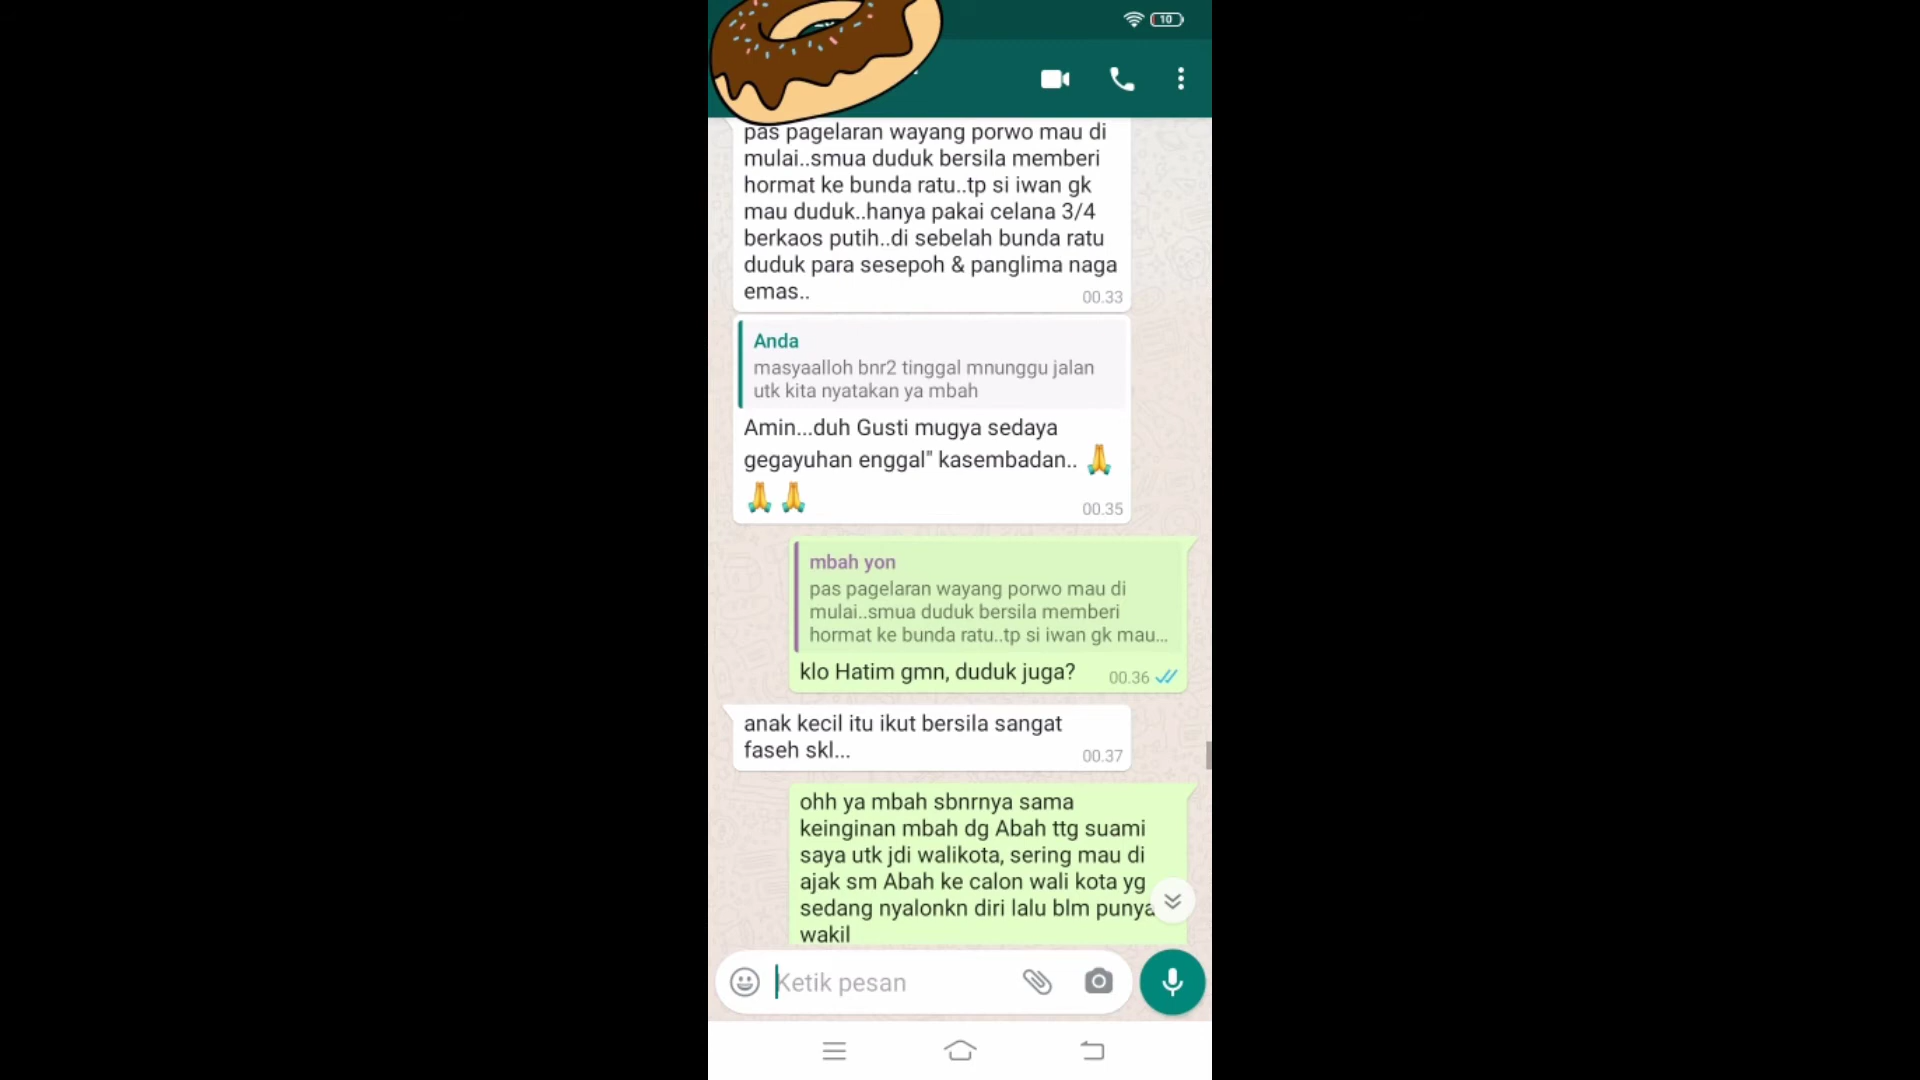 10
pas pagelaran wayang porwo mau di
mulai..smua duduk bersila memberi
hormat ke bunda ratu..tp si iwan gk
mau duduk..hanya pakai celana 3/4
berkaos putih..di sebelah bunda ratu
duduk para sesepoh & panglima naga
emas..
00.33
Anda
masyaalloh bnr2 tinggal mnunggu jalan
utk kita nyatakan ya mbah
Amin...duh Gusti mugya sedaya
gegayuhan enggal" kasembadan.. 🙏
🙏🙏
00.35
mbah yon
pas pagelaran wayang porwo mau di
mulai..smua duduk bersila memberi
hormat ke bunda ratu..tp si iwan gk mau...
klo Hatim gmn, duduk juga?
00.36
anak kecil itu ikut bersila sangat
faseh skl...
00.37
ohh ya mbah sbnrnya sama
keinginan mbah dg Abah ttg suami
saya utk jdi walikota, sering mau di
ajak sm Abah ke calon wali kota yg
sedang nyalonkn diri lalu blm punya
wakil
Ketik pesan